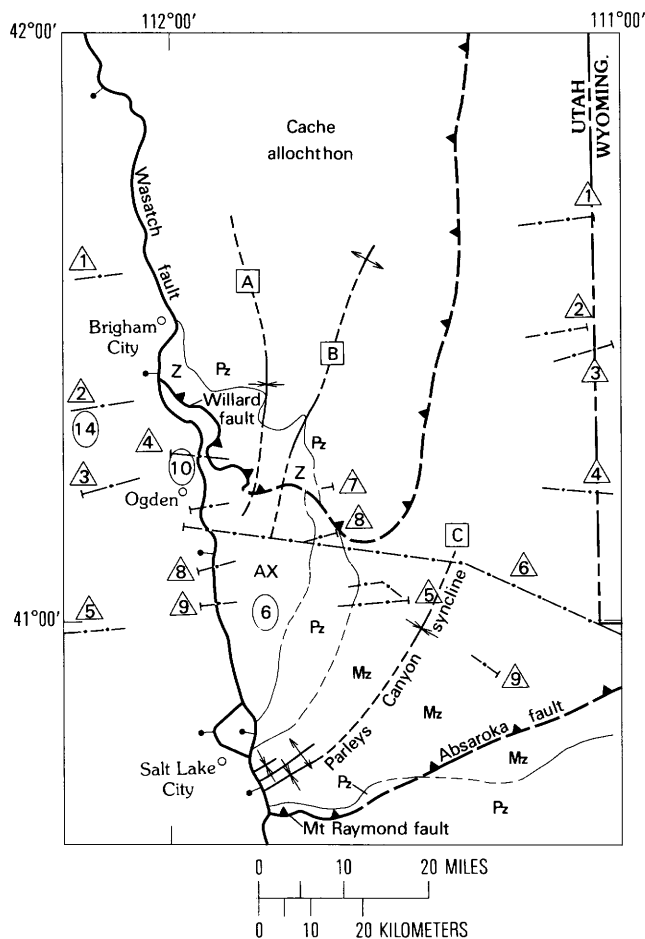 42°00'
112°00'
111°00'
UTAH
WYOMING.
Cache
allochthon
Wasatch
fault
1
1
A
2
Brigham
City
B
3
Z
Pz
Willard
fault
2
14
4
10
Pz
4
3
Ogden
Z
7
8
C
6
8
AX
9
6
5
5
41°00'
Pz
syncline
Mz
Canyon
9
Mz
Parleys
Absaroka fault
Mz
Salt Lake
City
Pz
Pz
Mt Raymond fault
0 10 20 MILES
0 10 20 KILOMETERS